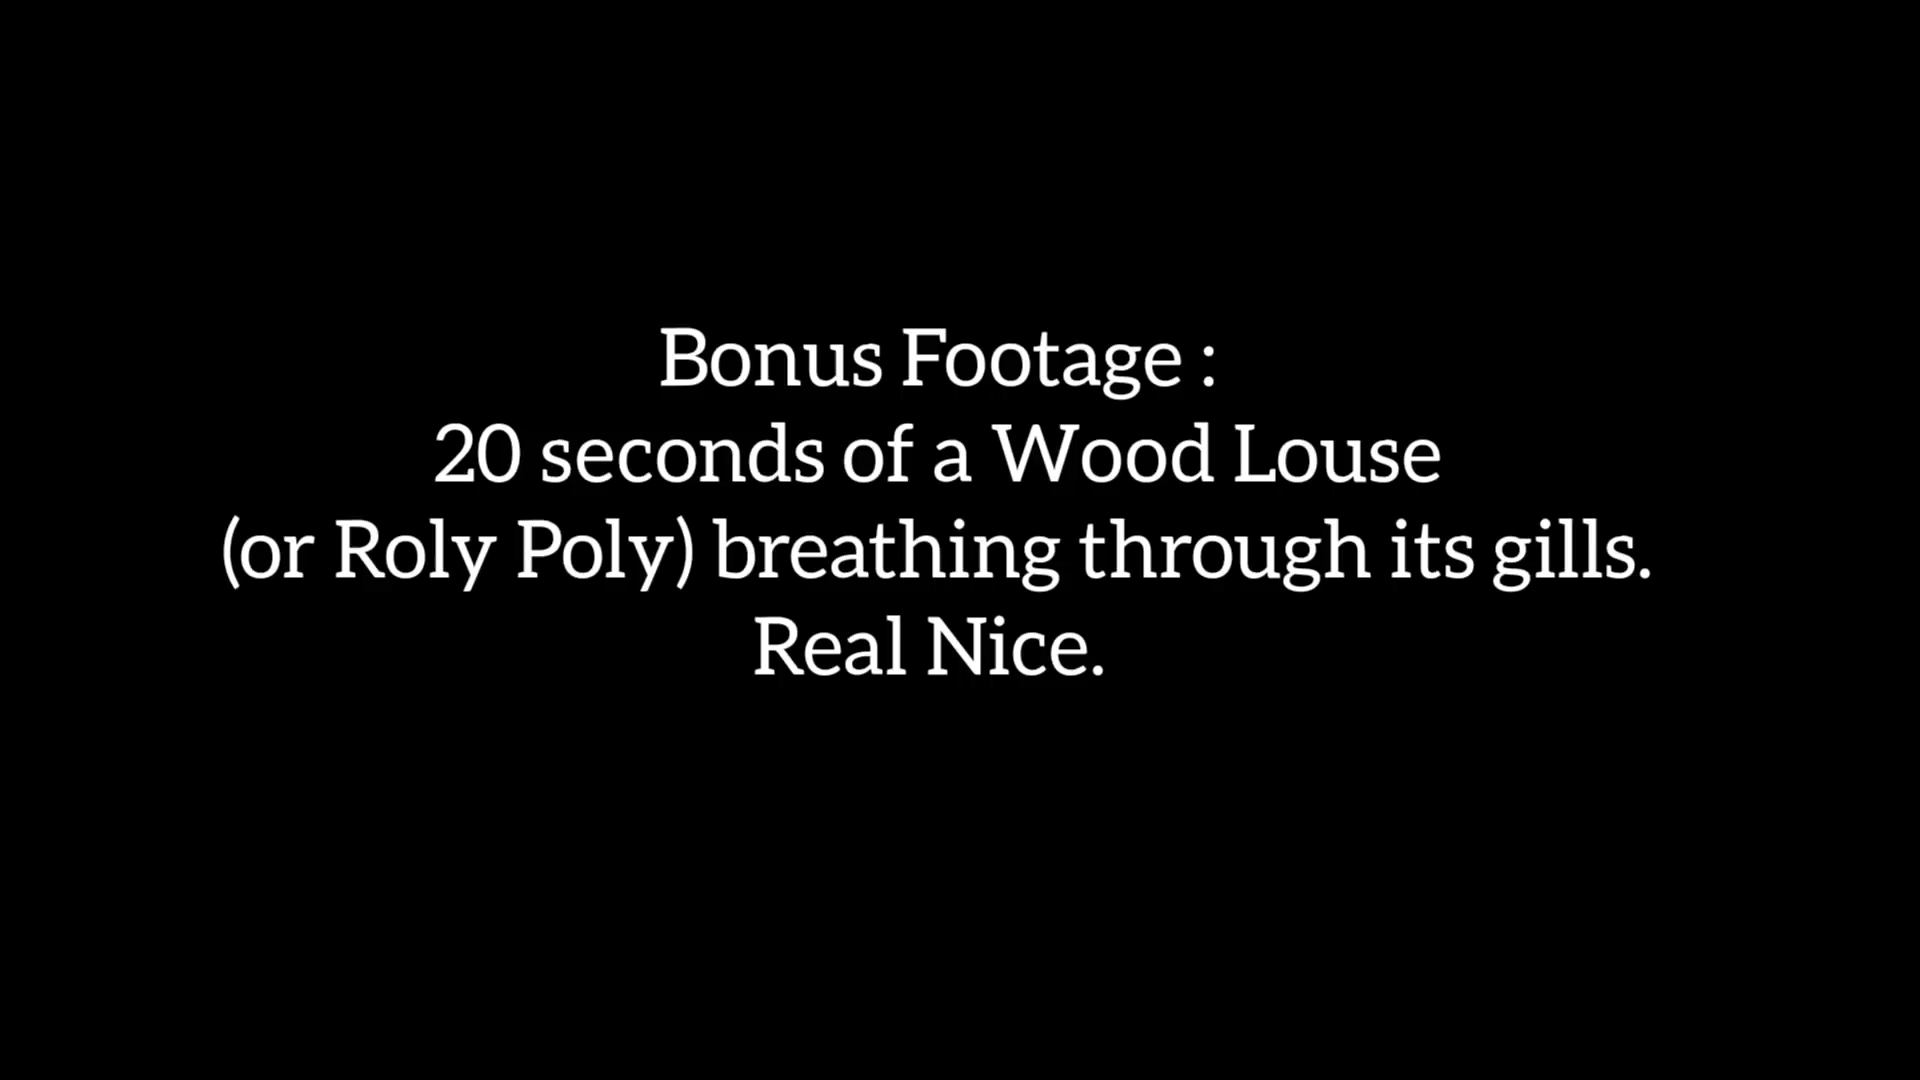 Bonus Footage :
20 seconds of a Wood Louse
(or Roly Poly) breathing through its gills.
Real Nice.